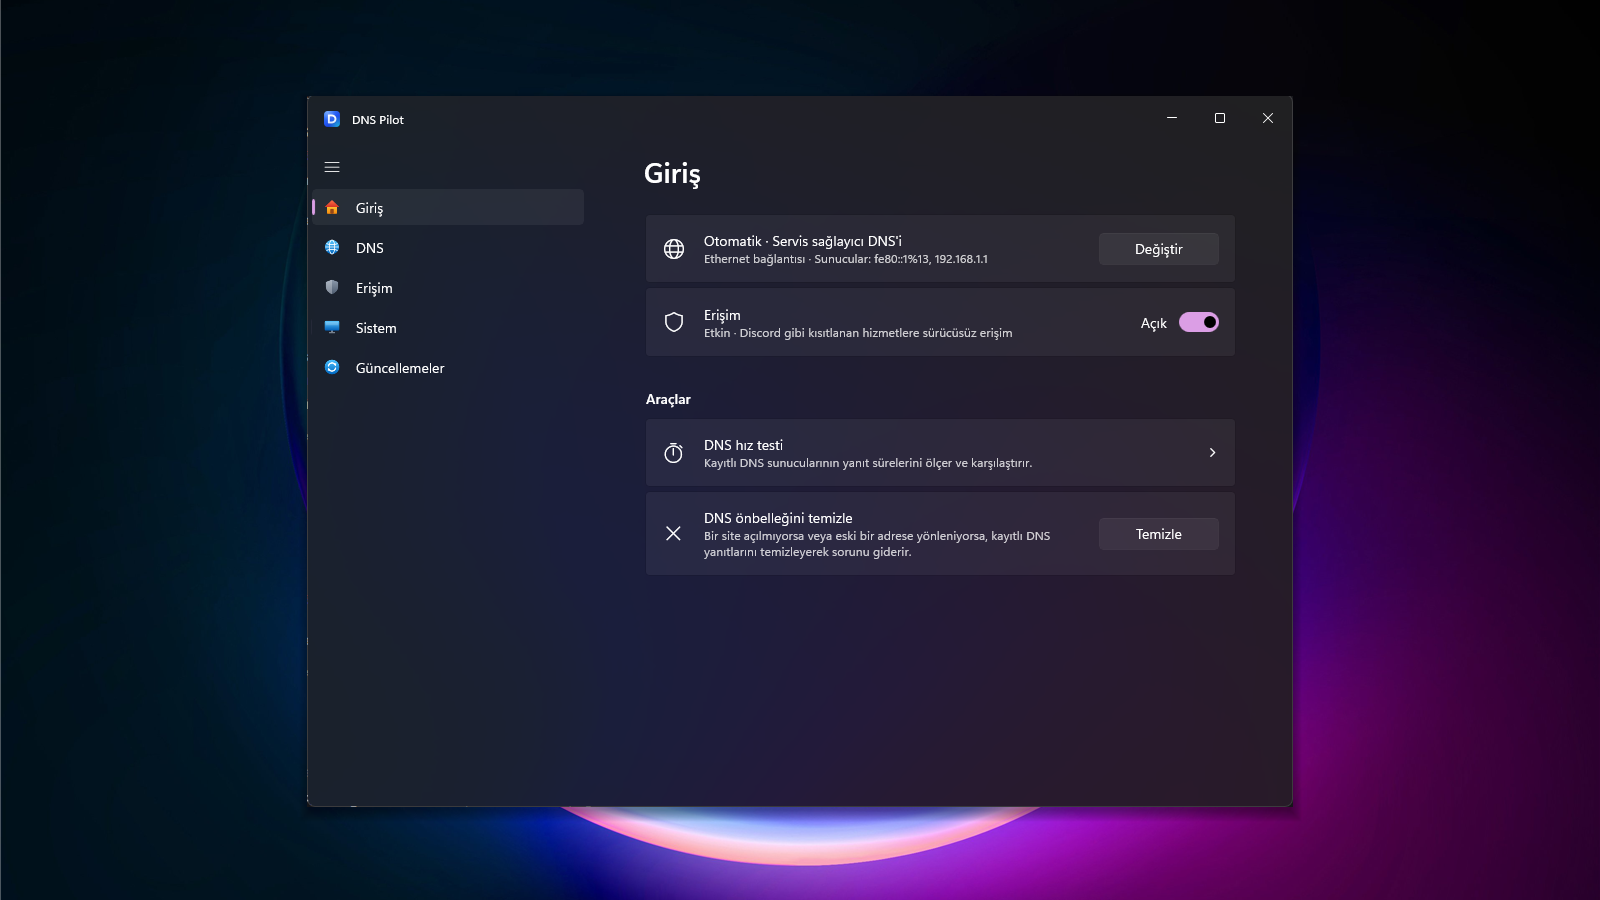 DNS Pilot
Giriş
DNS
Erişim
Sistem
Güncellemeler
Giriş
Otomatik · Servis sağlayıcı DNS'i
Ethernet bağlantısı · Sunucular: fe80::1%13, 192.168.1.1
Değiştir
Erişim
Etkin · Discord gibi kısıtlanan hizmetlere sürücüsüz erişim
Açık
Araçlar
DNS hız testi
Kayıtlı DNS sunucularının yanıt sürelerini ölçer ve karşılaştırır.
DNS önbelleğini temizle
Bir site açılmıyorsa veya eski bir adrese yönleniyorsa, kayıtlı DNS
yanıtlarını temizleyerek sorunu giderir.
Temizle